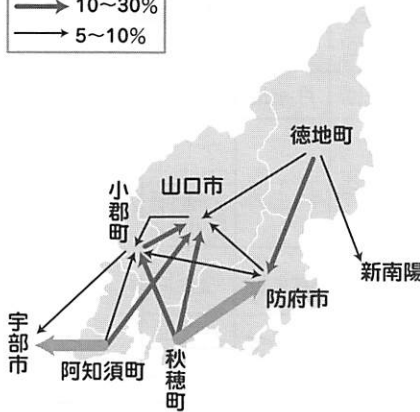 10〜30%
5〜10%
徳地町
山口市
小郡町
新南陽
防府市
宇部市
阿知須町
秋穂町